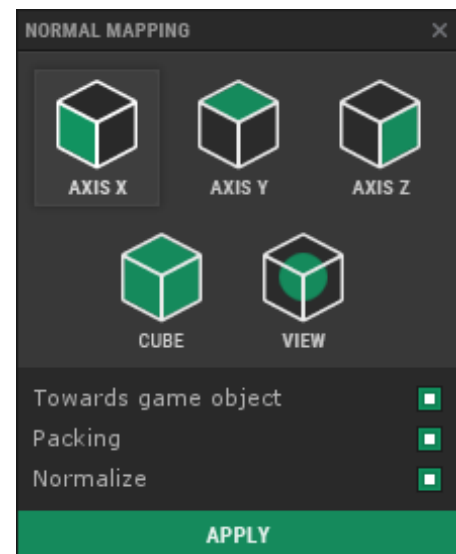 NORMAL MAPPING
AXIS X AXIS Y AXIS Z
CUBE VIEW
Towards game object
Packing
Normalize
APPLY